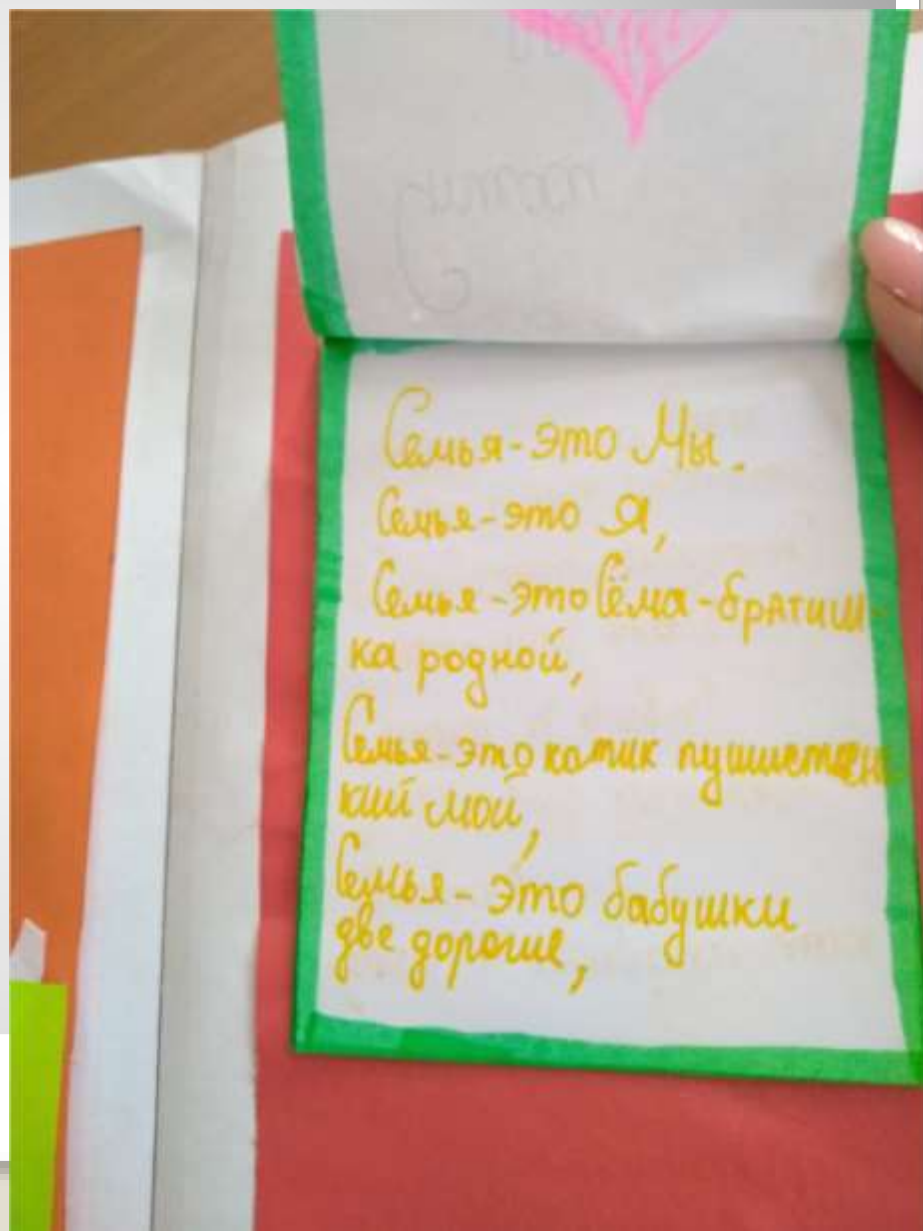 Семья-это Мы.
Семья-это Я,
Семья-это Сёма-братиш-
ка родной,
Семья-это котик пушистень
кий мой,
Семья-это бабушки
две дорогие,